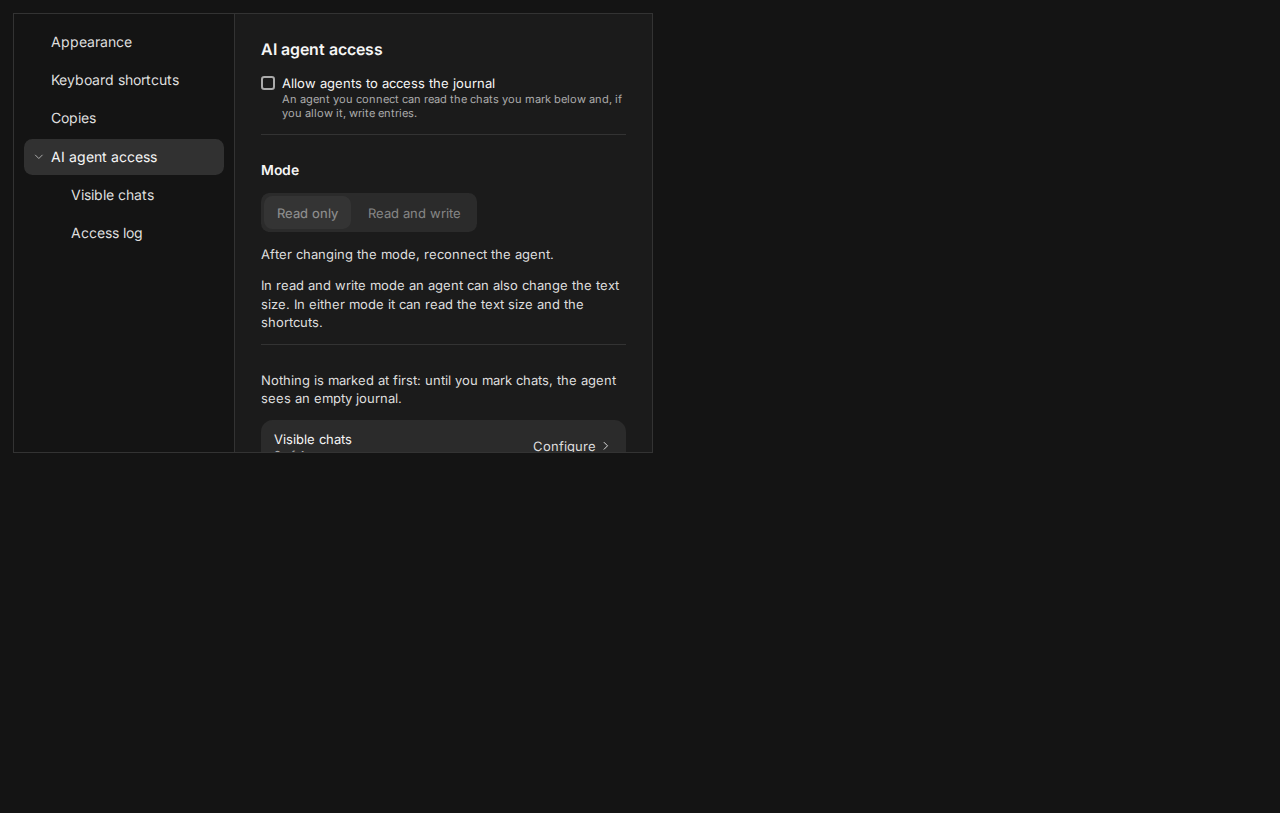 Appearance
Keyboard shortcuts
Copies
AI agent access
Visible chats
Access log
AI agent access
Allow agents to access the journal
An agent you connect can read the chats you mark below and, if
you allow it, write entries.
Mode
Read only
Read and write
After changing the mode, reconnect the agent.
In read and write mode an agent can also change the text
size. In either mode it can read the text size and the
shortcuts.
Nothing is marked at first: until you mark chats, the agent
sees an empty journal.
Visible chats
Configure